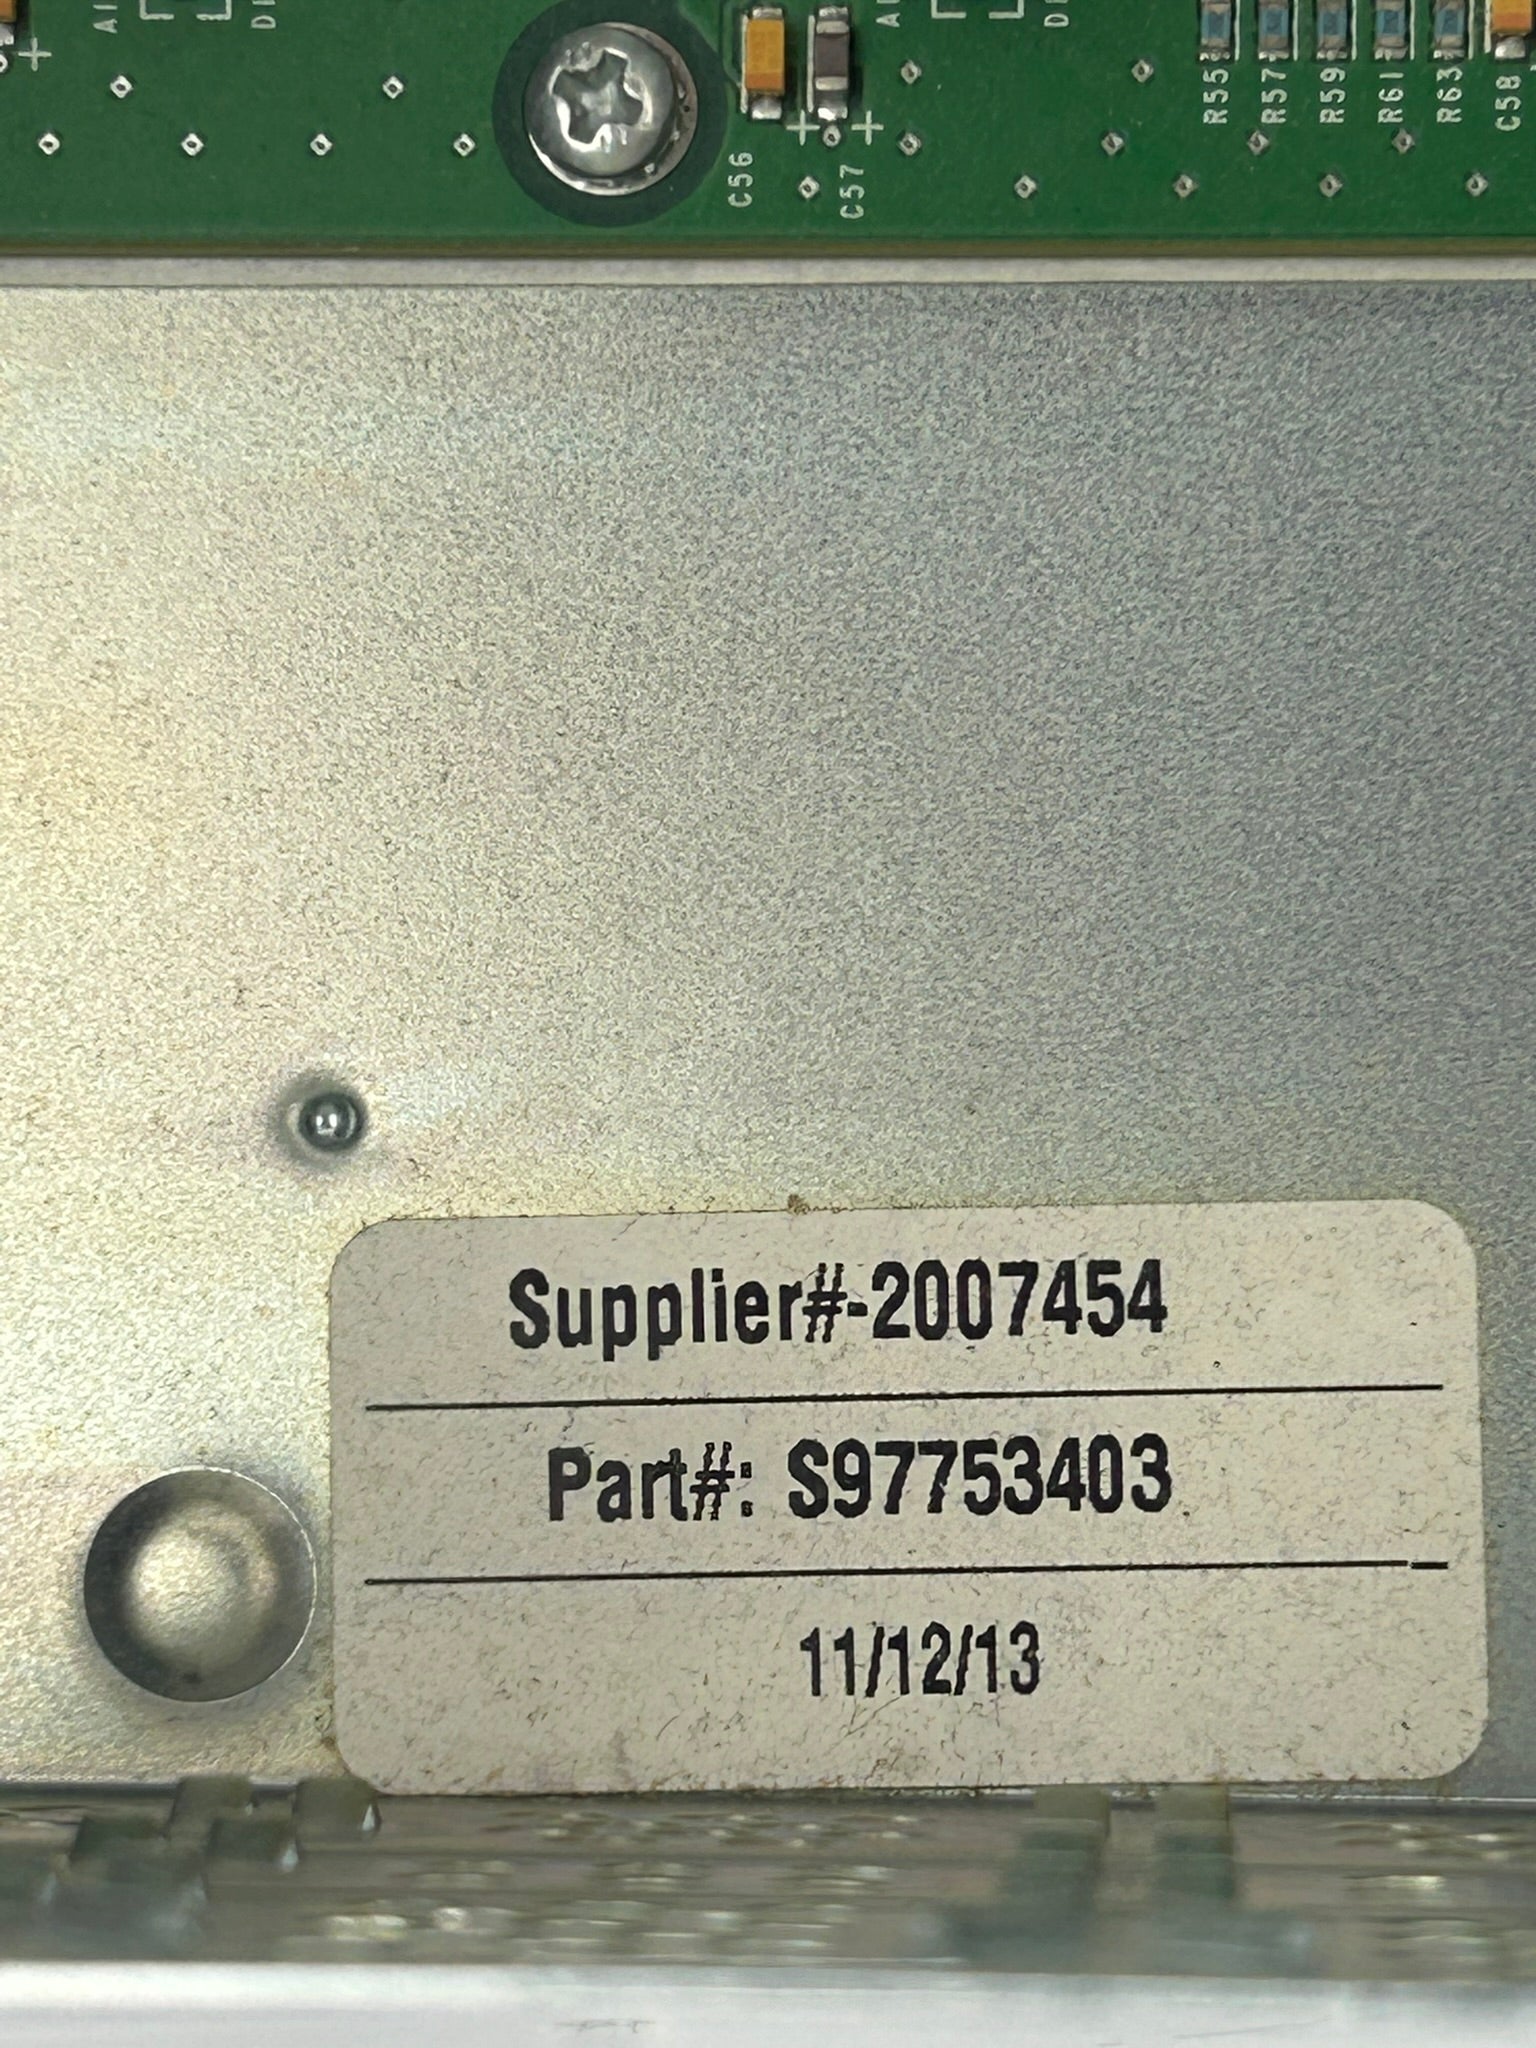 C56
C57
R55
R57
R59
R61
R63
C58
Supplier#-2007454
Part#: S97753403
11/12/13